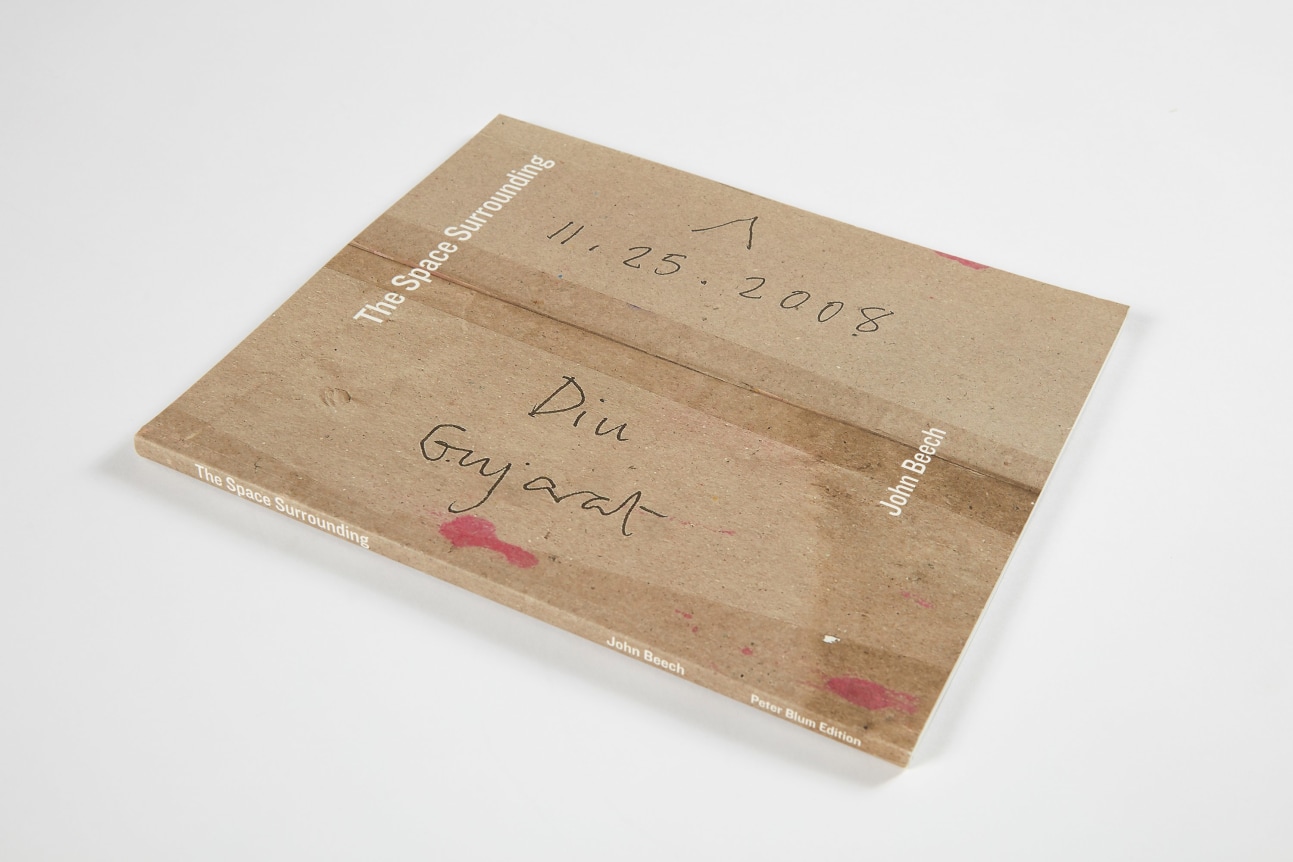 The Space Surrounding
11.25.2008
Diu
Gujarat
John Beech
The Space Surrounding
John Beech
Peter Blum Edition